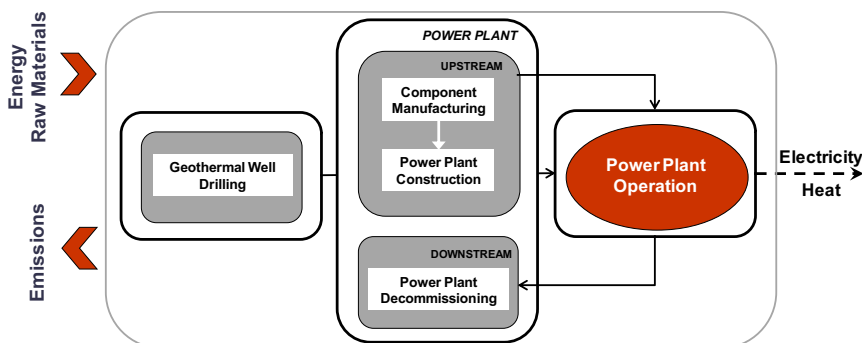 Energy
Raw Materials
Emissions
Geothermal Well
Drilling
POWER PLANT
UPSTREAM
Component
Manufacturing
Power Plant
Construction
DOWNSTREAM
Power Plant
Decommissioning
Power Plant
Operation
Electricity
Heat